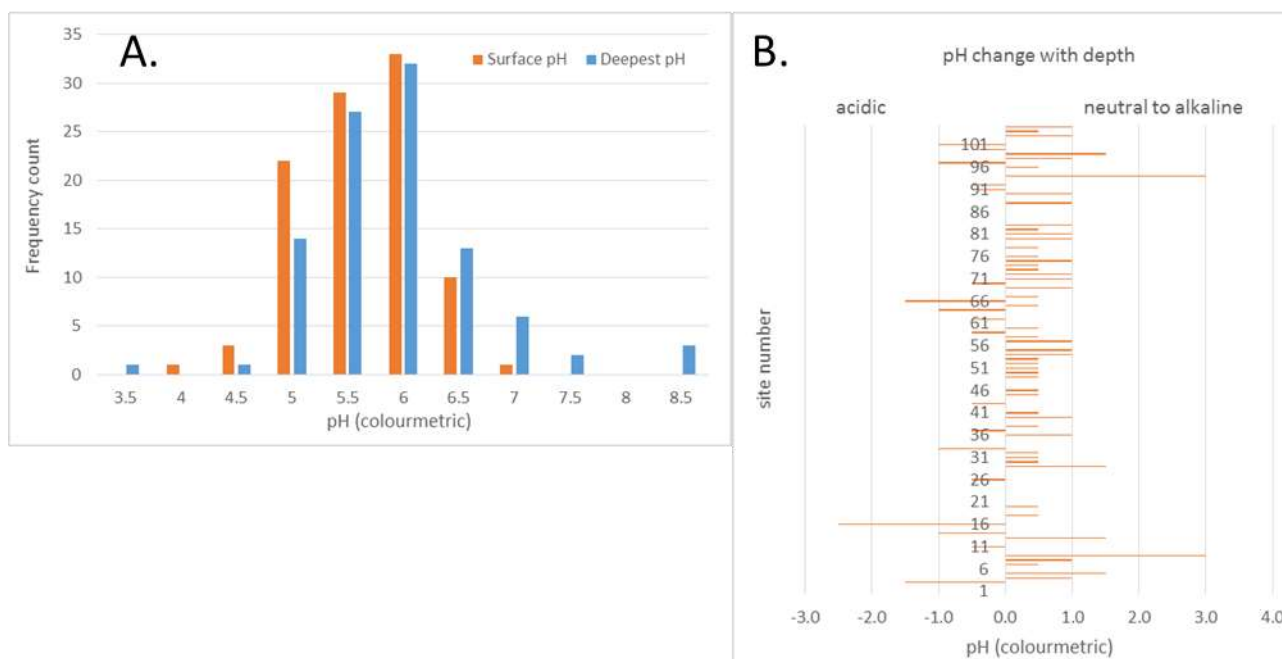 A.
Surface pH Deepest pH
35
30
25
20
15
10
5
0
Frequency count
3.5 4 4.5 5 5.5 6 6.5 7 7.5 8 8.5
pH (colourmetric)
B.
pH change with depth
acidic neutral to alkaline
101
96
91
86
81
76
71
66
61
56
51
46
41
36
31
26
21
16
11
6
1
site number
-3.0 -2.0 -1.0 0.0 1.0 2.0 3.0 4.0
pH (colourmetric)